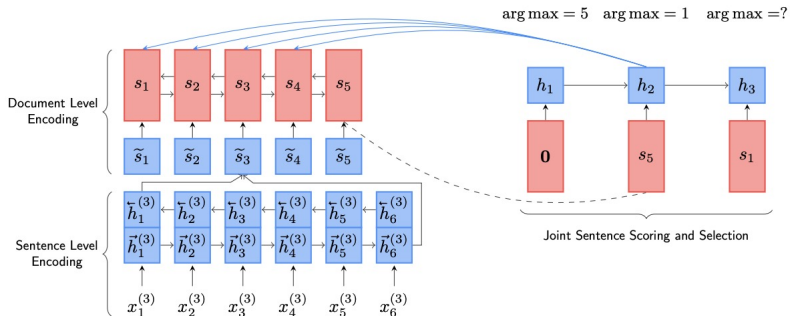 arg max = 5 arg max = 1 arg max =?
s₁ s₂ s₃ s₄ s₅
h₁ h₂ h₃
Document Level
Encoding
s̃₁ s̃₂ s̃₃ s̃₄ s̃₅
0 s₅ s₁
h⃖₁⁽³⁾ h⃖₂⁽³⁾ h⃖₃⁽³⁾ h⃖₄⁽³⁾ h⃖₅⁽³⁾ h⃖₆⁽³⁾
h⃗₁⁽³⁾ h⃗₂⁽³⁾ h⃗₃⁽³⁾ h⃗₄⁽³⁾ h⃗₅⁽³⁾ h⃗₆⁽³⁾
Sentence Level
Encoding
Joint Sentence Scoring and Selection
x₁⁽³⁾ x₂⁽³⁾ x₃⁽³⁾ x₄⁽³⁾ x₅⁽³⁾ x₆⁽³⁾